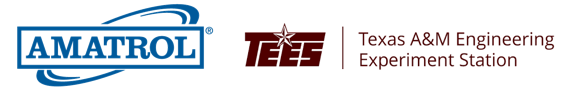 AMATROL®
TEES
Texas A&M Engineering
Experiment Station